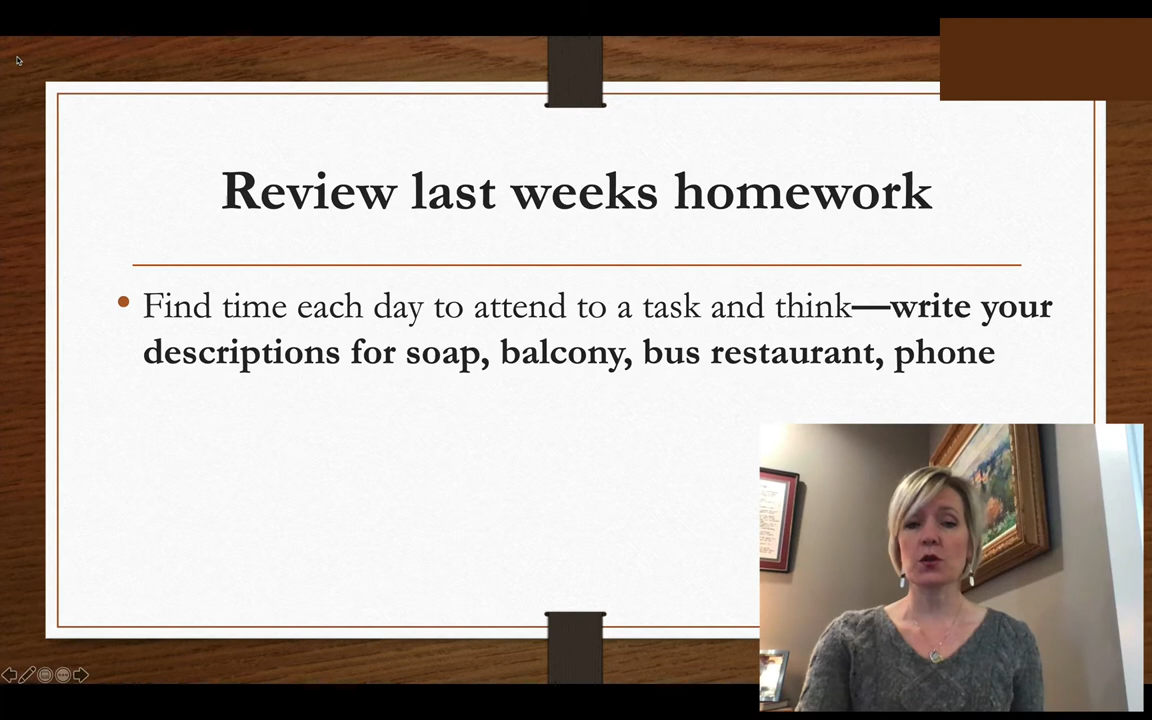 Review last weeks homework
• Find time each day to attend to a task and think—write your
descriptions for soap, balcony, bus restaurant, phone